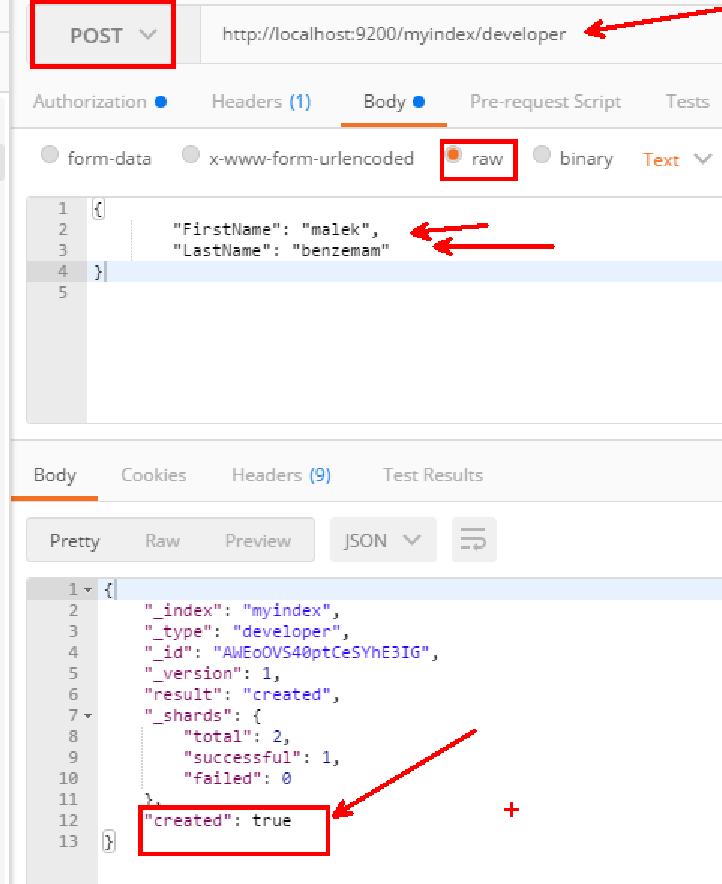 POST http://localhost:9200/myindex/developer
Authorization Headers (1) Body Pre-request Script Tests
form-data x-www-form-urlencoded raw binary Text
1 {
2 "FirstName": "malek",
3 "LastName": "benzemam"
4 }
5
Body Cookies Headers (9) Test Results
Pretty Raw Preview JSON
1 {
2 "_index": "myindex",
3 "_type": "developer",
4 "_id": "AWEoOVS40ptCeSYhE3IG",
5 "_version": 1,
6 "result": "created",
7 "_shards": {
8 "total": 2,
9 "successful": 1,
10 "failed": 0
11 },
12 "created": true
13 }